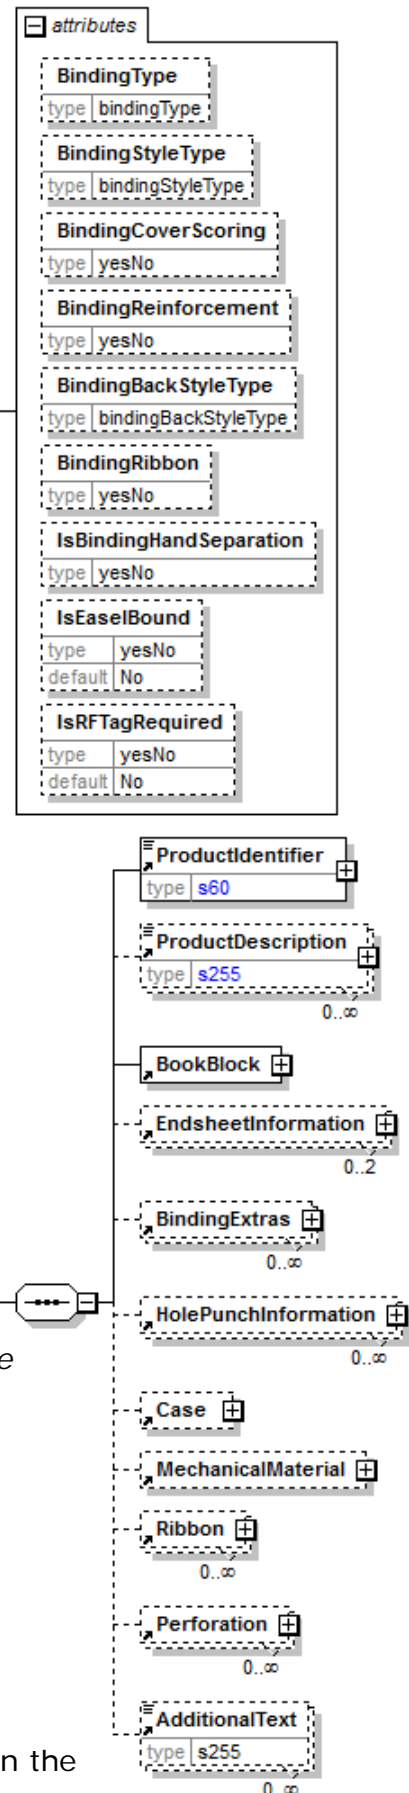 attributes
BindingType
type bindingType
BindingStyleType
type bindingStyleType
BindingCoverScoring
type yesNo
BindingReinforcement
type yesNo
BindingBackStyleType
type bindingBackStyleType
BindingRibbon
type yesNo
IsBindingHandSeparation
type yesNo
IsEaselBound
type yesNo
default No
IsRFTagRequired
type yesNo
default No
ProductIdentifier
type s60
ProductDescription
type s255
0..∞
BookBlock
EndsheetInformation
0..2
BindingExtras
0..∞
HolePunchInformation
0..∞
e
Case
MechanicalMaterial
Ribbon
0..∞
Perforation
0..∞
AdditionalText
type s255
n the
0..∞